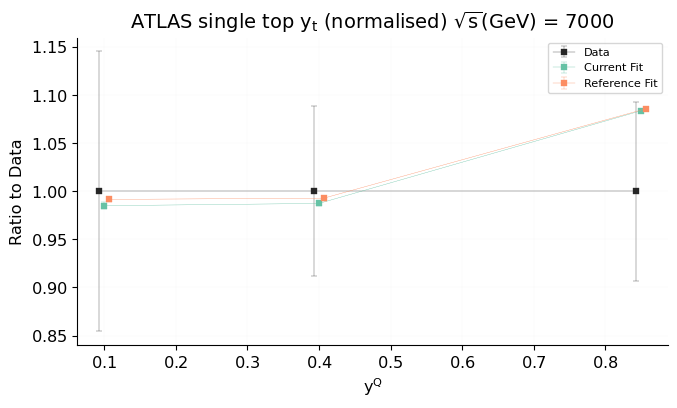 ATLAS single top yt (normalised) √s(GeV) = 7000
Data
Current Fit
Reference Fit
Ratio to Data
1.15
1.10
1.05
1.00
0.95
0.90
0.85
0.1 0.2 0.3 0.4 0.5 0.6 0.7 0.8
yQ